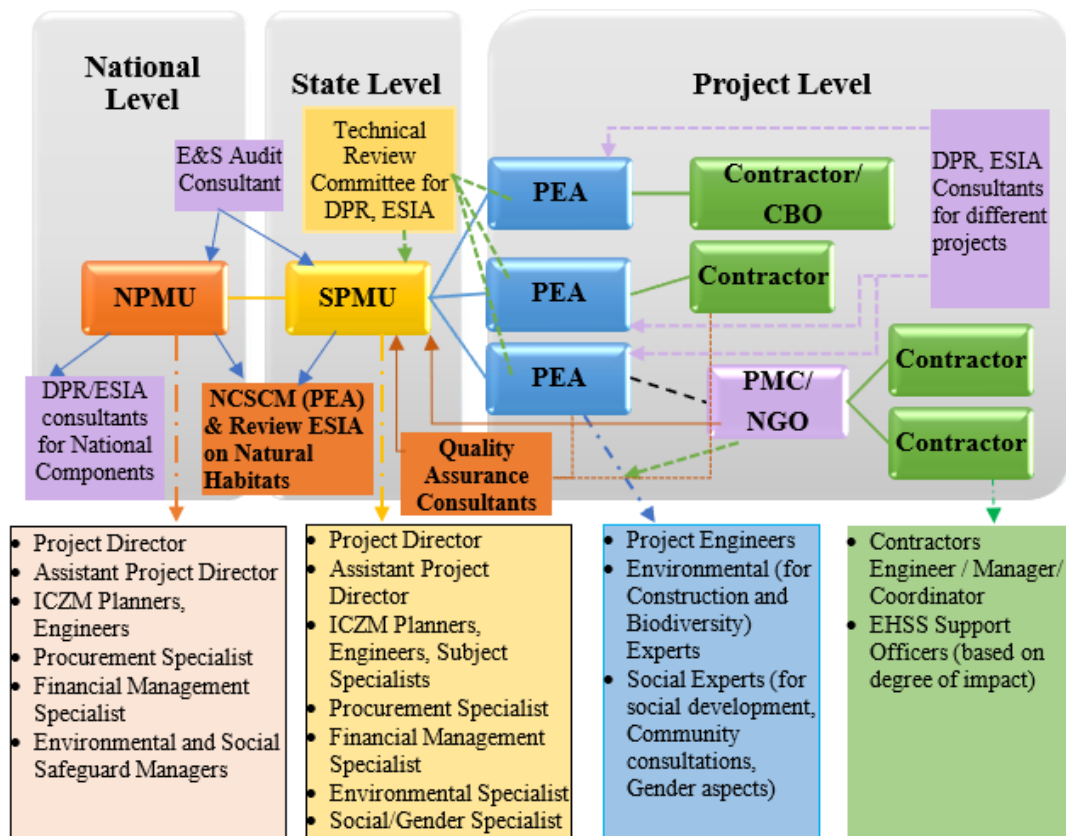 National
Level
State Level
Project Level
E&S Audit
Consultant
Technical
Review
Committee for
DPR, ESIA
PEA
Contractor/
CBO
DPR, ESIA
Consultants
for different
projects
NPMU
SPMU
PEA
Contractor
PEA
PMC/
NGO
Contractor
Contractor
DPR/ESIA
consultants
for National
Components
NCSCM (PEA)
& Review ESIA
on Natural
Habitats
Quality
Assurance
Consultants
• Project Director
• Assistant Project Director
• ICZM Planners,
Engineers
• Procurement Specialist
• Financial Management
Specialist
• Environmental and Social
Safeguard Managers
• Project Director
• Assistant Project
Director
• ICZM Planners,
Engineers, Subject
Specialists
• Procurement Specialist
• Financial Management
Specialist
• Environmental Specialist
• Social/Gender Specialist
• Project Engineers
• Environmental (for
Construction and
Biodiversity)
Experts
• Social Experts (for
social development,
Community
consultations,
Gender aspects)
• Contractors
Engineer / Manager/
Coordinator
• EHSS Support
Officers (based on
degree of impact)